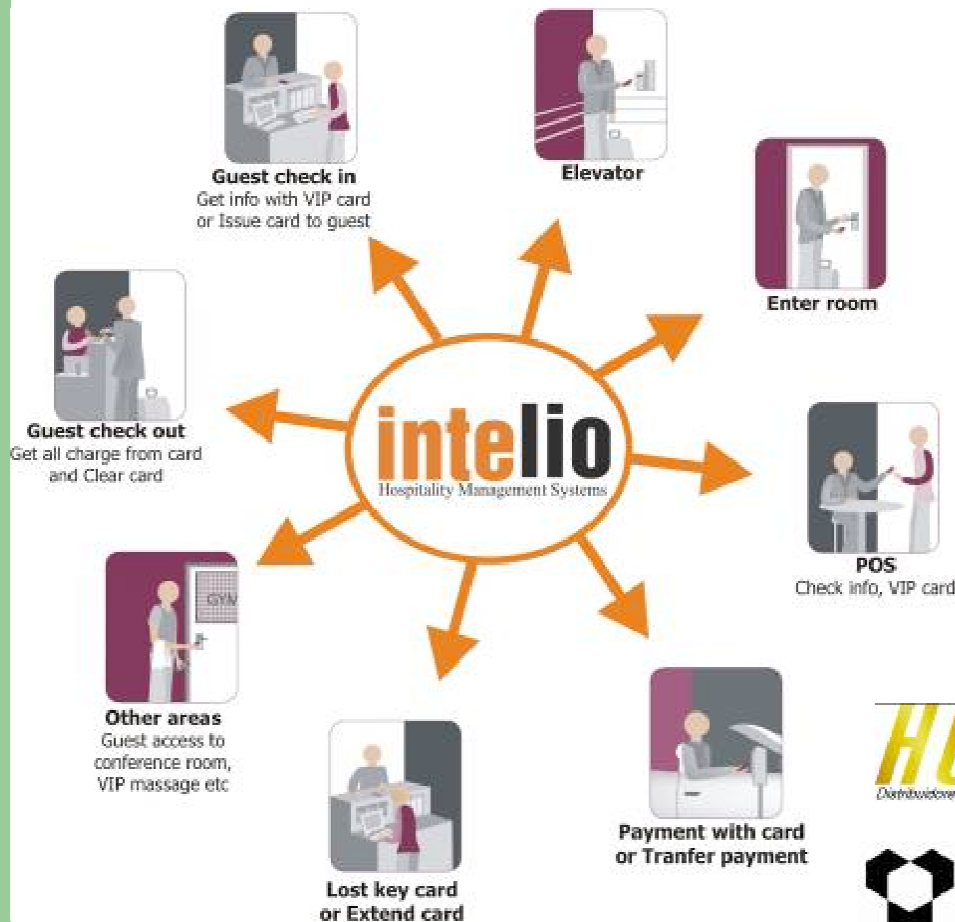 Guest check in
Get info with VIP card
or Issue card to guest
Elevator
Enter room
Guest check out
Get all charge from card
and Clear card
intelio
Hospitality Management Systems
POS
Check info, VIP card
GYM
Other areas
Guest access to
conference room,
VIP massage etc
Lost key card
or Extend card
Payment with card
or Tranfer payment